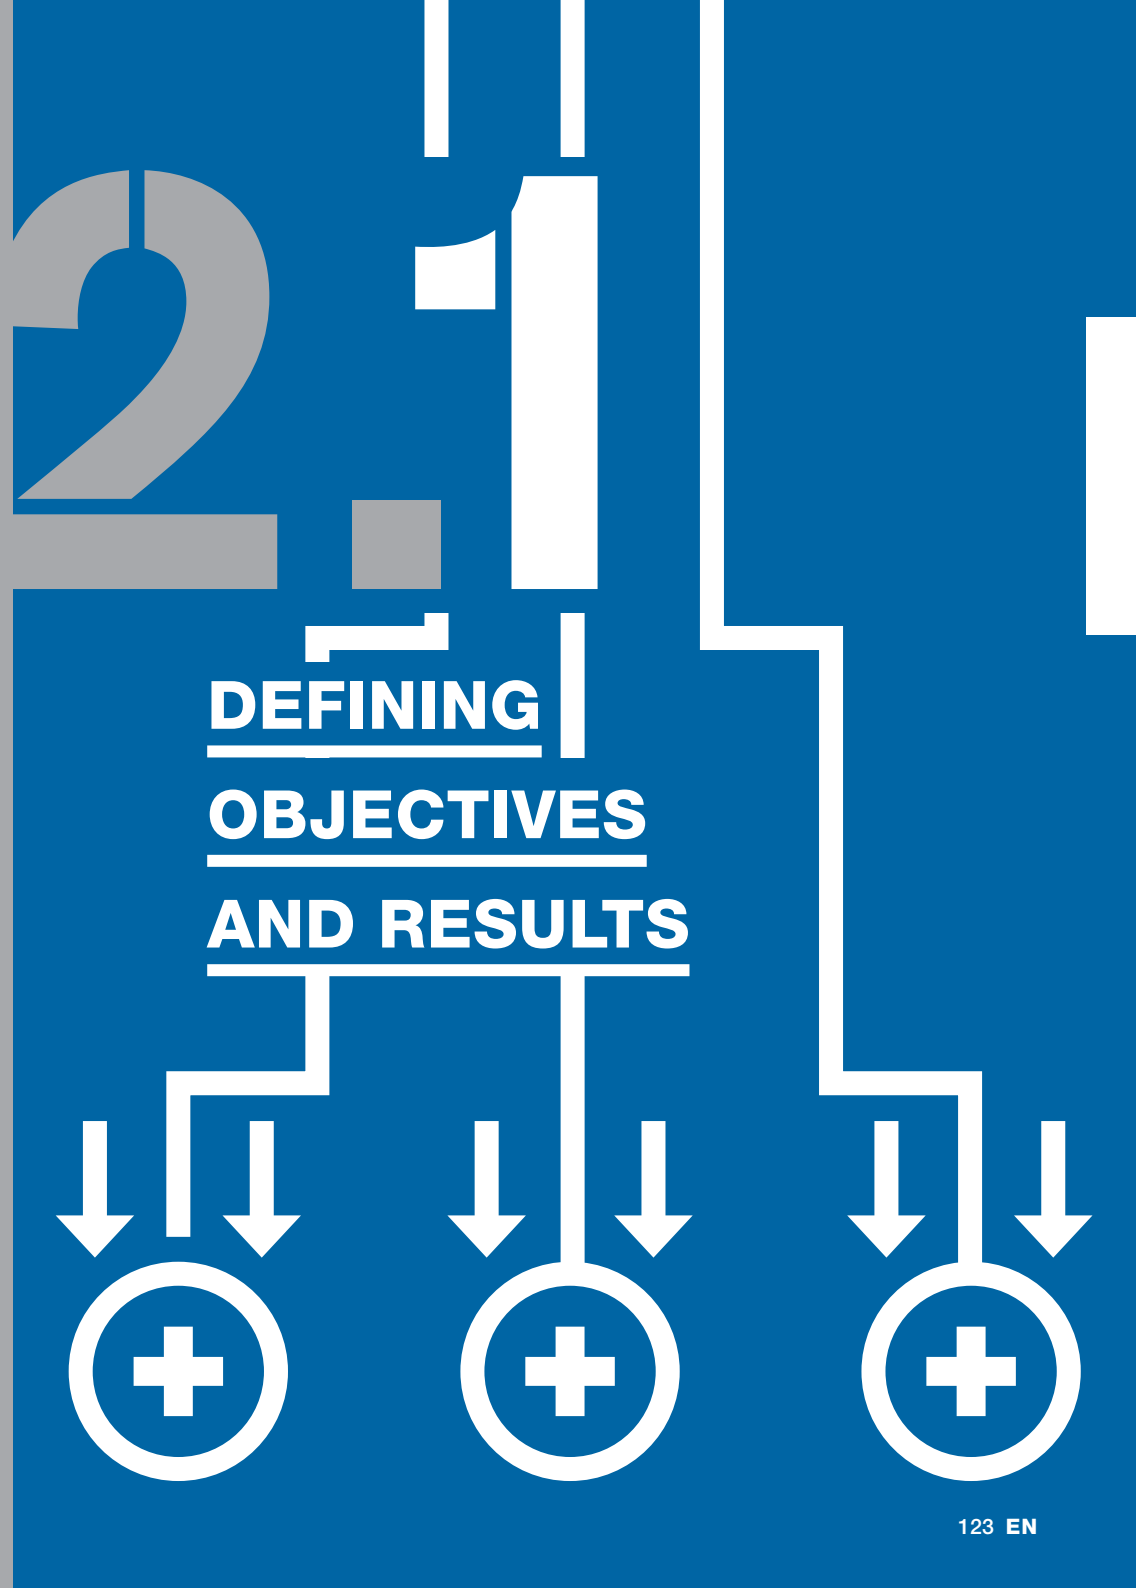 2.1
DEFINING
OBJECTIVES
AND RESULTS
123 EN